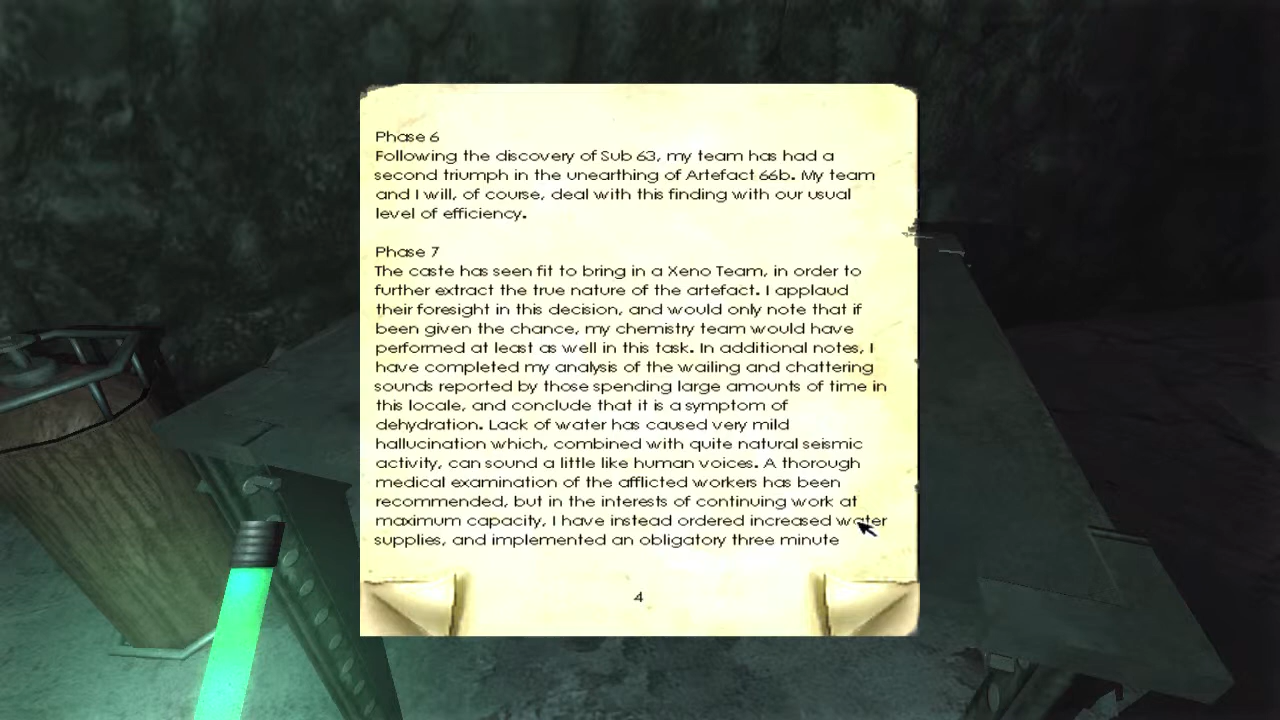 Phase 6
Following the discovery of Sub 63, my team has had a
second triumph in the unearthing of Artefact 66b. My team
and I will, of course, deal with this finding with our usual
level of efficiency.
Phase 7
The caste has seen fit to bring in a Xeno Team, in order to
further extract the true nature of the artefact. I applaud
their foresight in this decision, and would only note that if
been given the chance, my chemistry team would have
performed at least as well in this task. In additional notes, I
have completed my analysis of the wailing and chattering
sounds reported by those spending large amounts of time in
this locale, and conclude that it is a symptom of
dehydration. Lack of water has caused very mild
hallucination which, combined with quite natural seismic
activity, can sound a little like human voices. A thorough
medical examination of the afflicted workers has been
recommended, but in the interests of continuing work at
maximum capacity, I have instead ordered increased water
supplies, and implemented an obligatory three minute
4